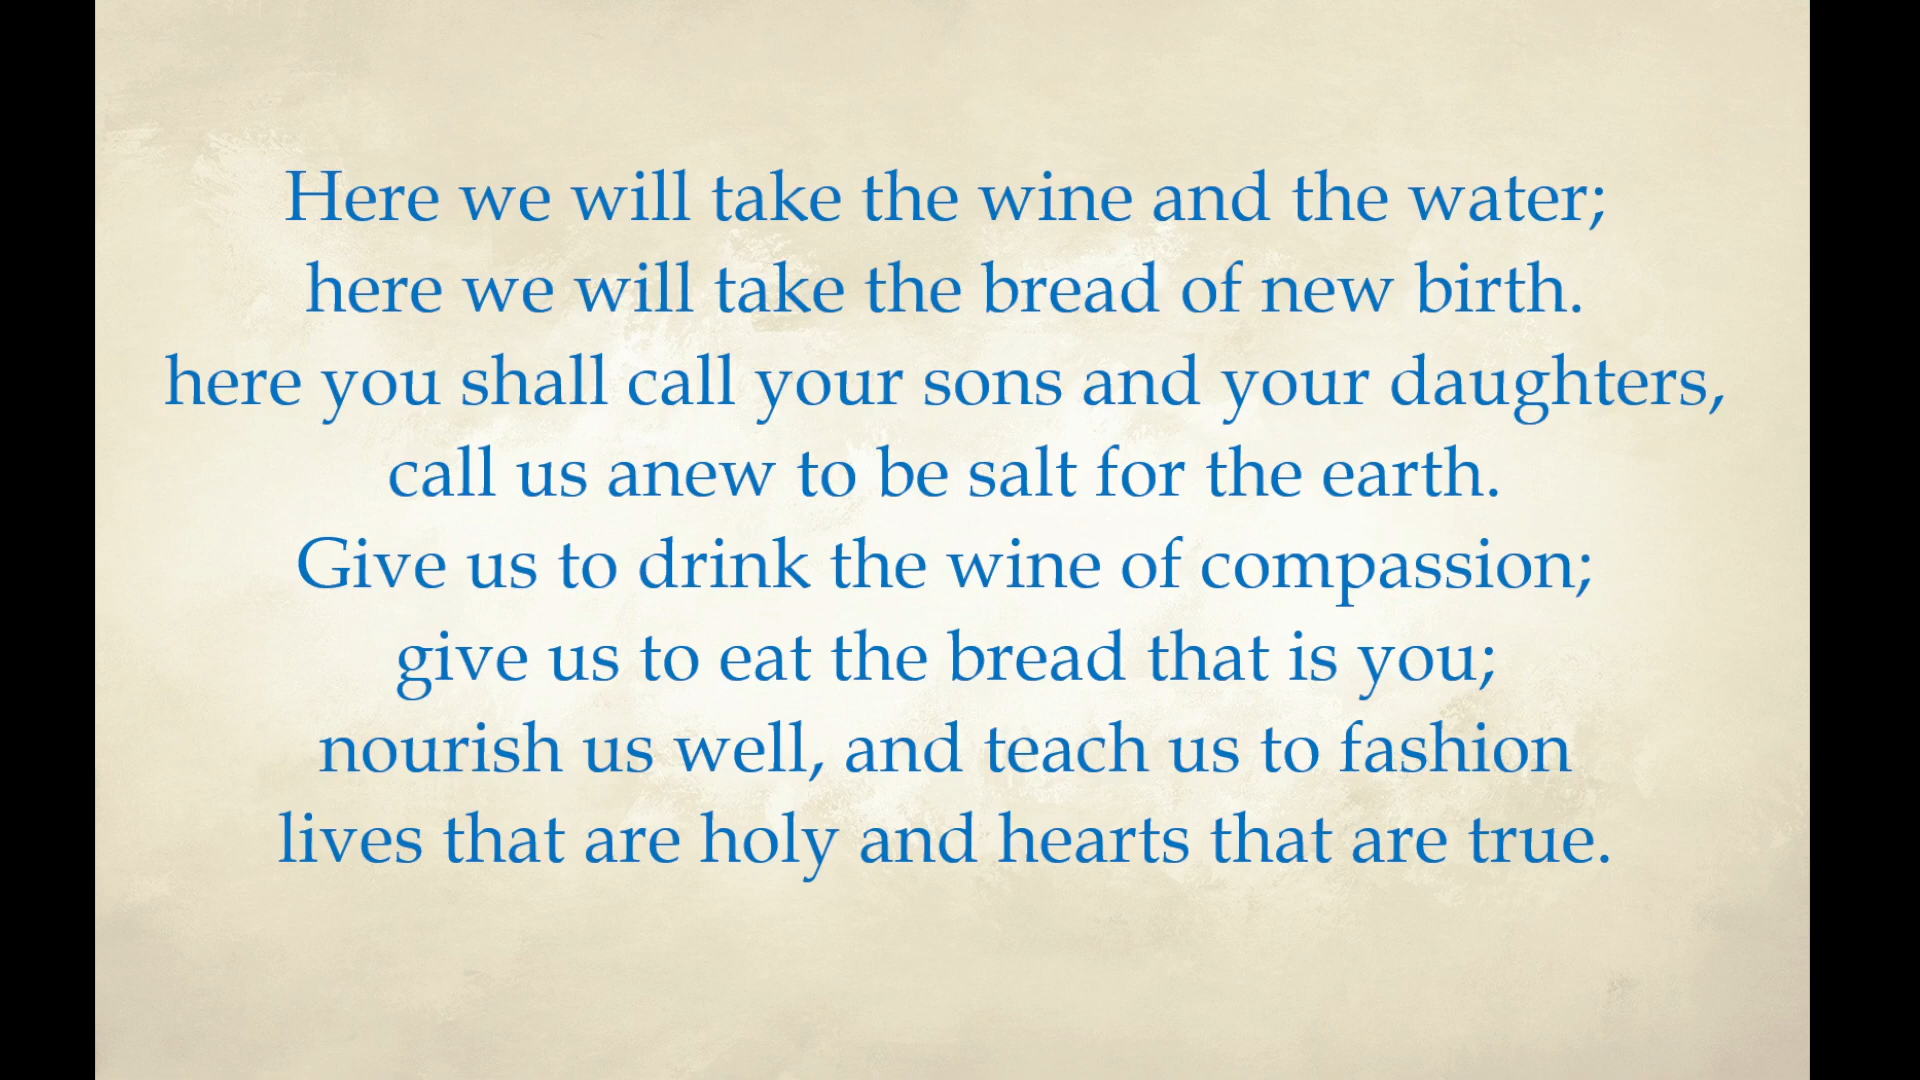 Here we will take the wine and the water;
here we will take the bread of new birth.
here you shall call your sons and your daughters,
call us anew to be salt for the earth.
Give us to drink the wine of compassion;
give us to eat the bread that is you;
nourish us well, and teach us to fashion
lives that are holy and hearts that are true.